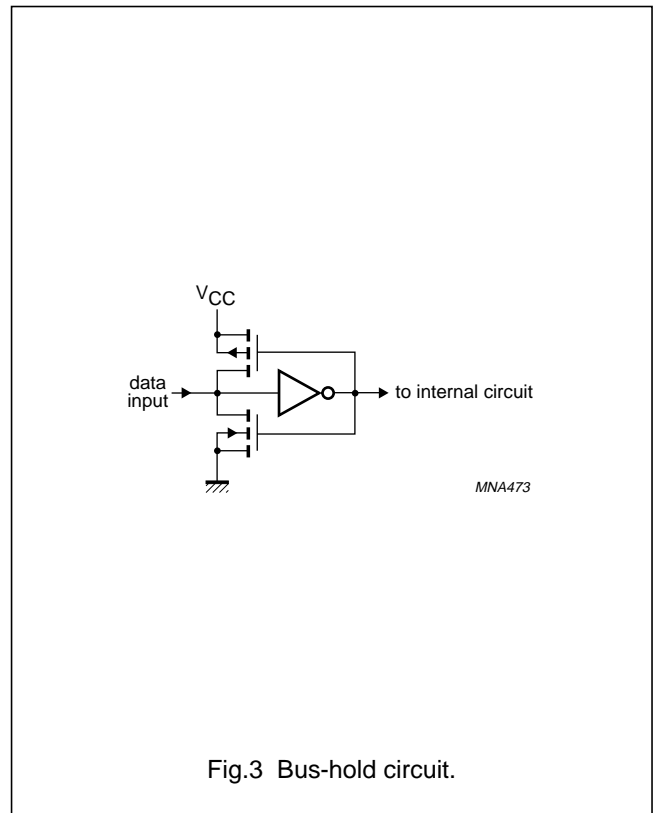 VCC
data
input
to internal circuit
MNA473
Fig.3 Bus-hold circuit.